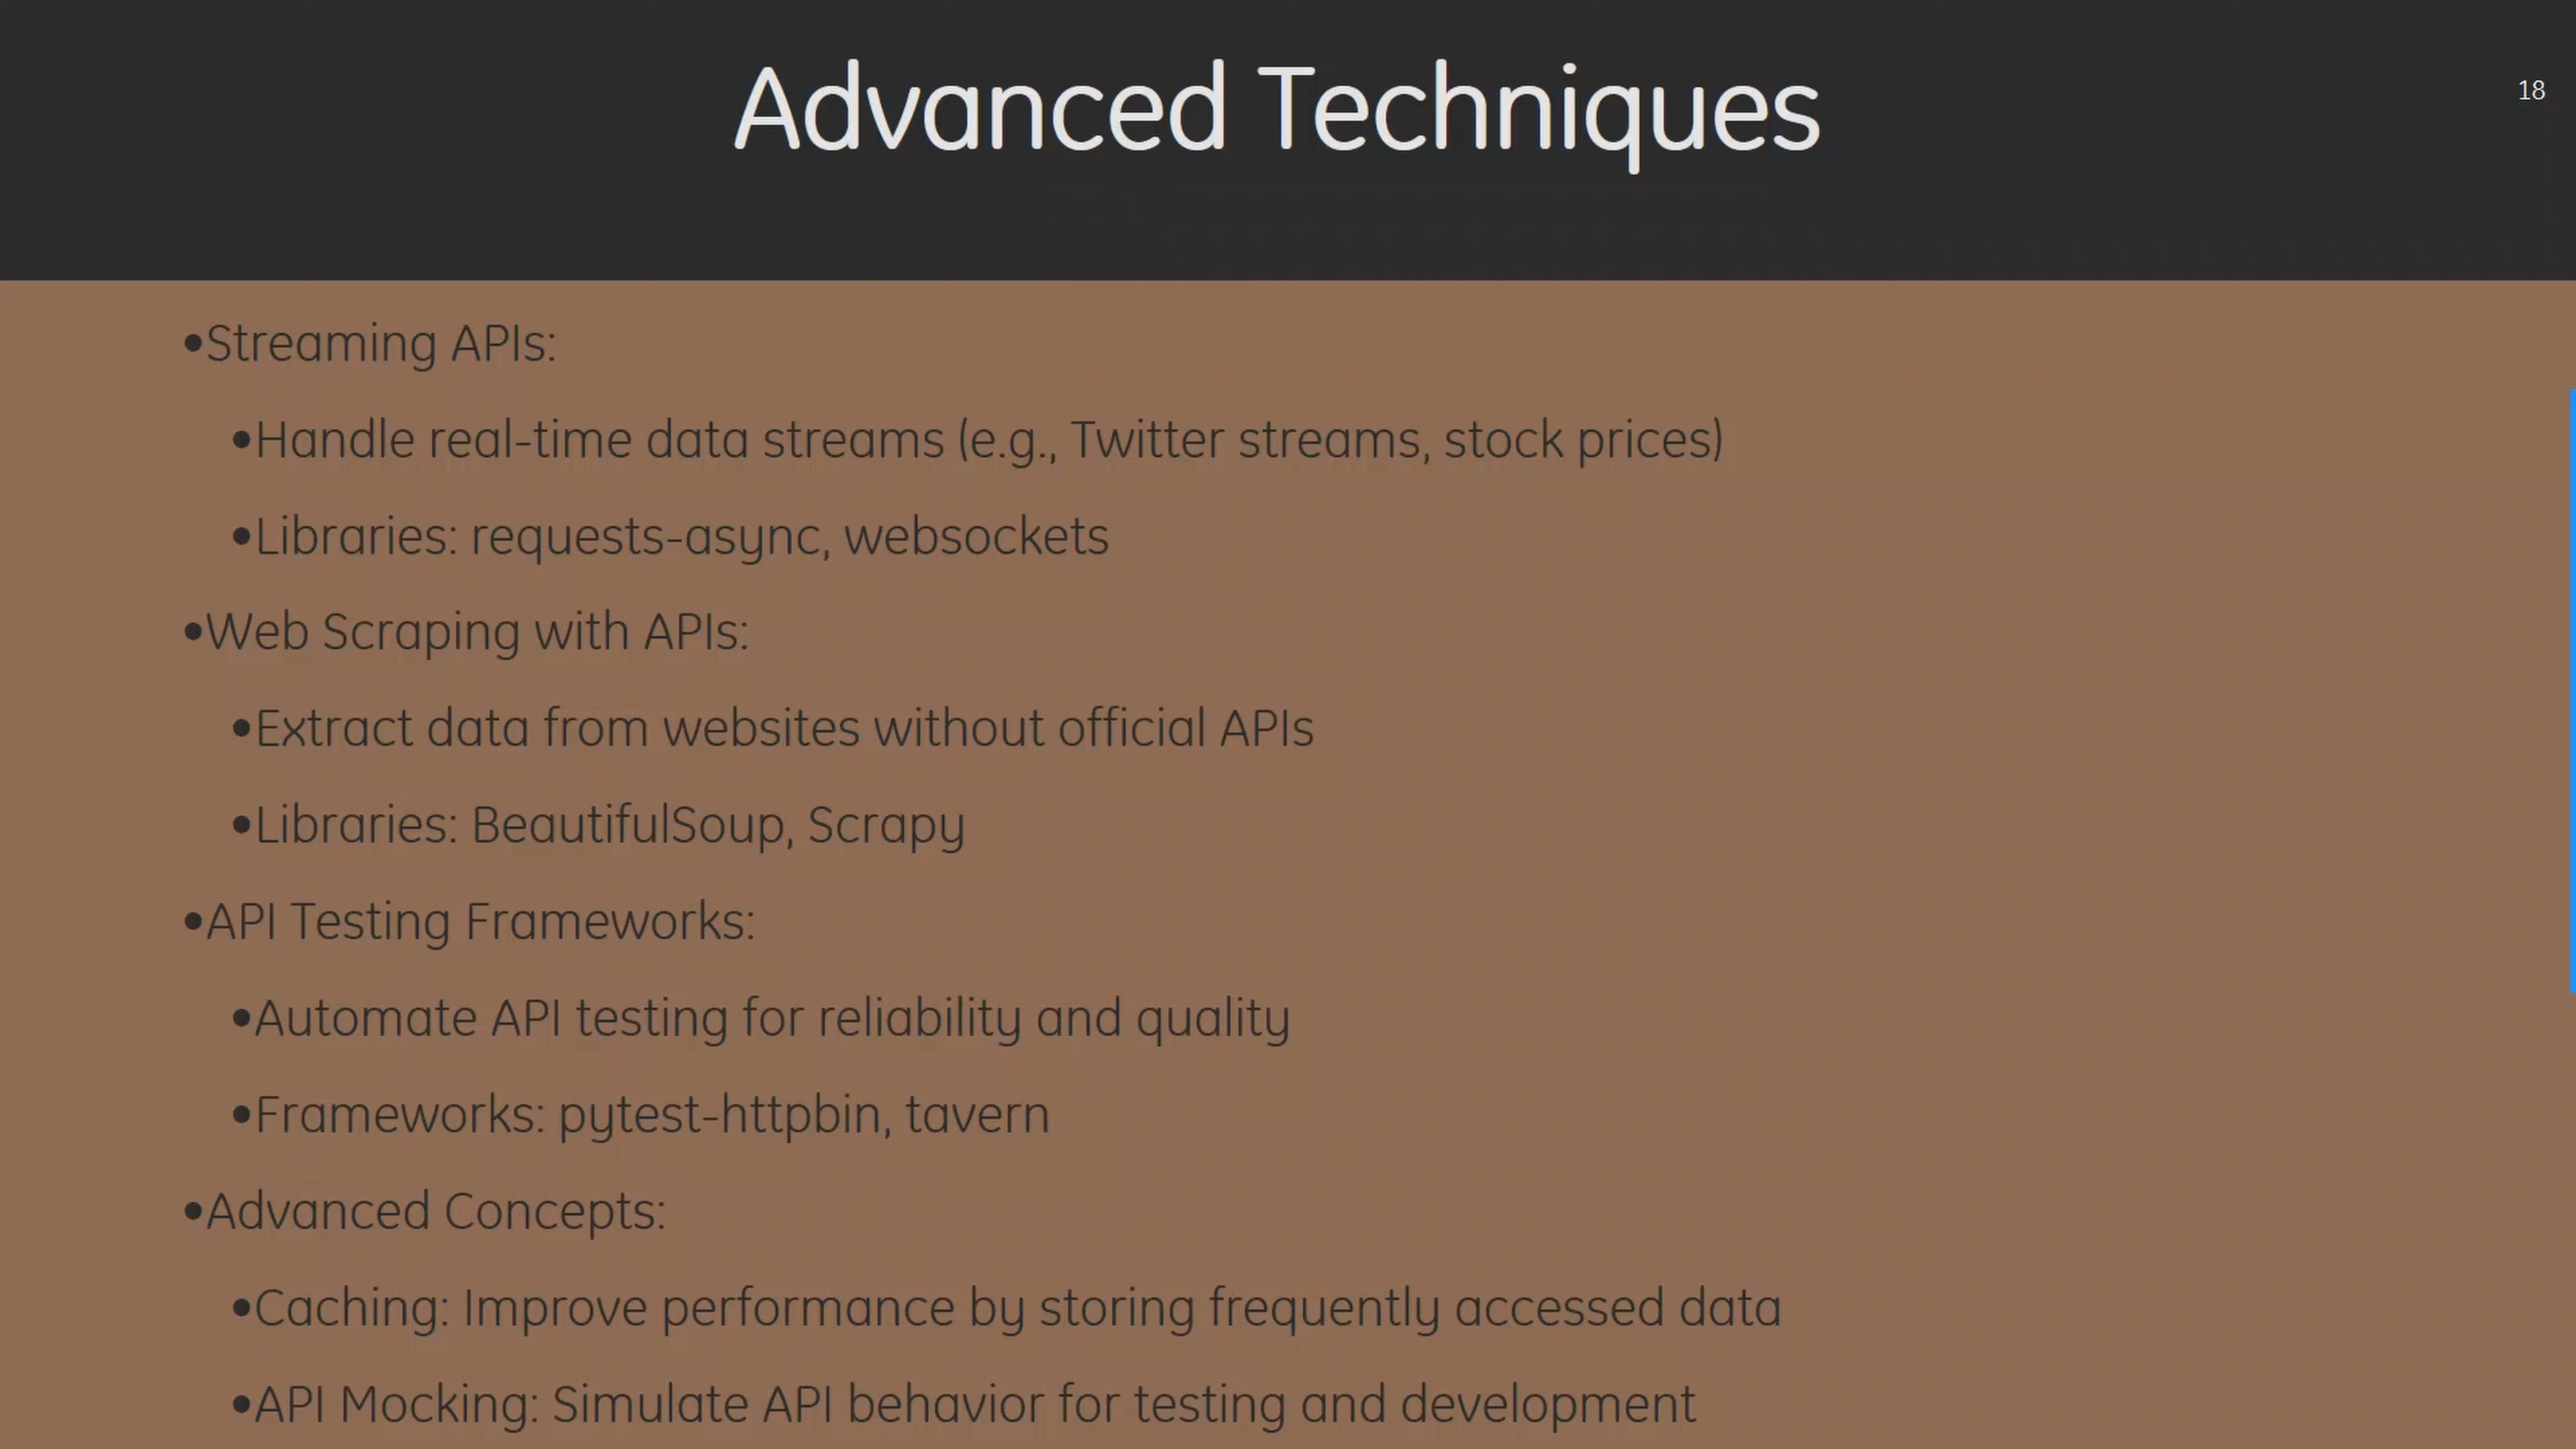 Advanced Techniques
18
•Streaming APIs:
•Handle real-time data streams (e.g., Twitter streams, stock prices)
•Libraries: requests-async, websockets
•Web Scraping with APIs:
•Extract data from websites without official APIs
•Libraries: BeautifulSoup, Scrapy
•API Testing Frameworks:
•Automate API testing for reliability and quality
•Frameworks: pytest-httpbin, tavern
•Advanced Concepts:
•Caching: Improve performance by storing frequently accessed data
•API Mocking: Simulate API behavior for testing and development